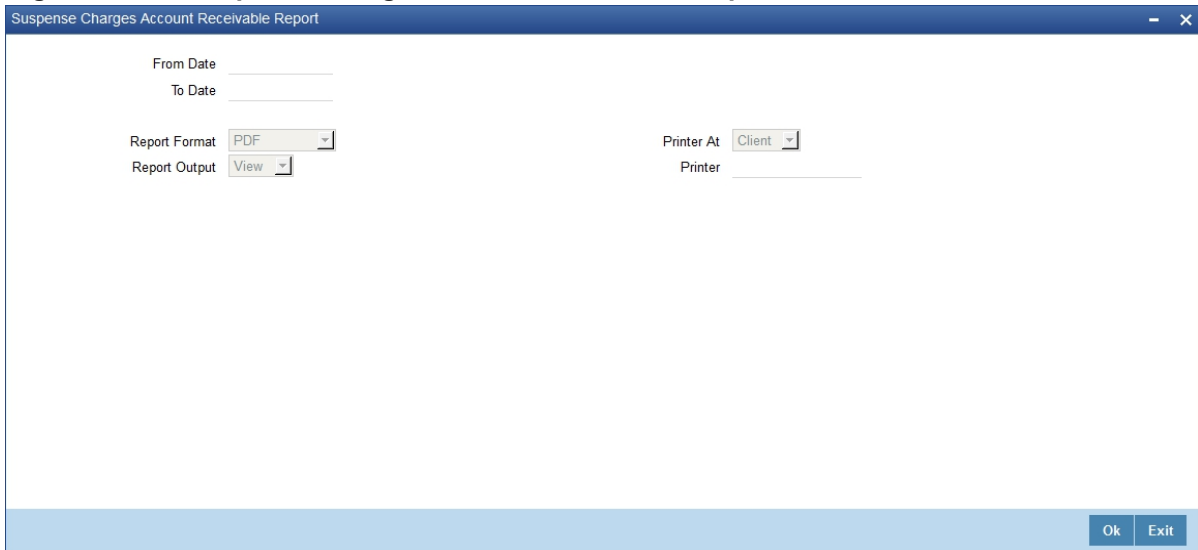 Suspense Charges Account Receivable Report
From Date
To Date
Report Format PDF Printer At Client
Report Output View Printer
Ok Exit